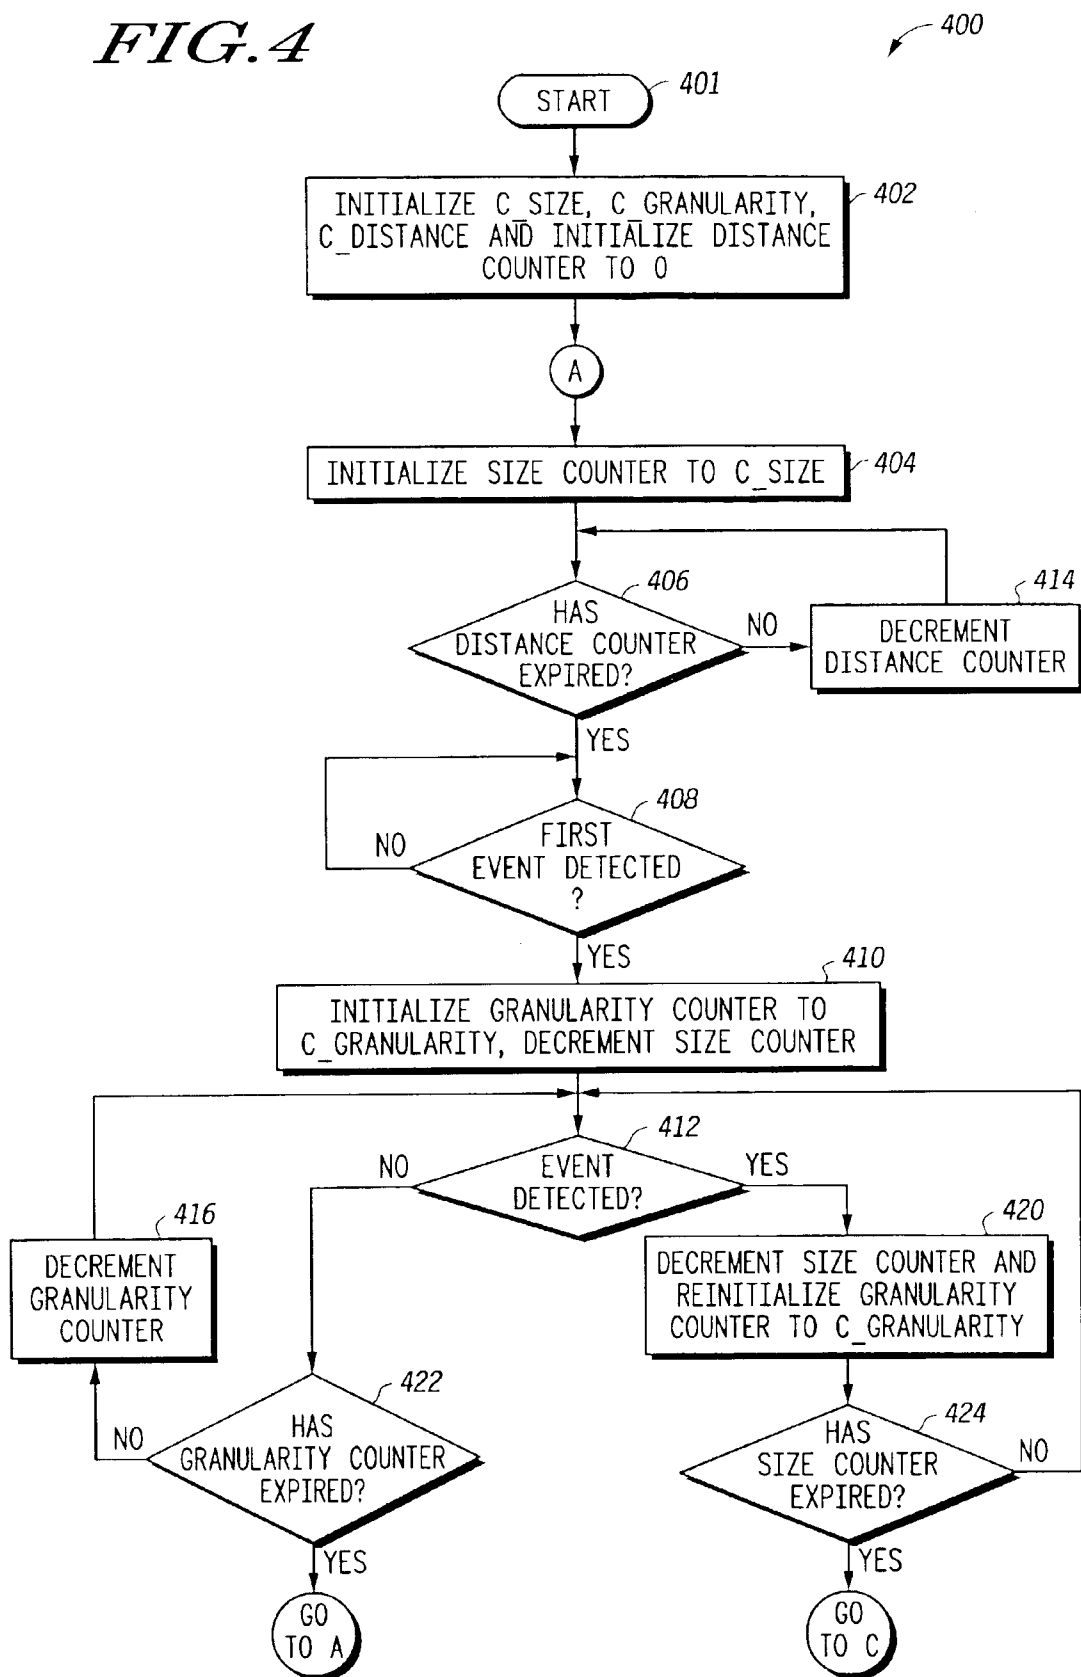 FIG.4
400
START
401
INITIALIZE C_SIZE, C_GRANULARITY,
C_DISTANCE AND INITIALIZE DISTANCE
COUNTER TO 0
402
A
INITIALIZE SIZE COUNTER TO C_SIZE
404
HAS
DISTANCE COUNTER
EXPIRED?
406
NO
DECREMENT
DISTANCE COUNTER
414
YES
FIRST
EVENT DETECTED
?
408
NO
YES
INITIALIZE GRANULARITY COUNTER TO
C_GRANULARITY, DECREMENT SIZE COUNTER
410
EVENT
DETECTED?
412
NO
YES
DECREMENT
GRANULARITY
COUNTER
416
DECREMENT SIZE COUNTER AND
REINITIALIZE GRANULARITY
COUNTER TO C_GRANULARITY
420
HAS
GRANULARITY COUNTER
EXPIRED?
422
NO
YES
HAS
SIZE COUNTER
EXPIRED?
424
NO
YES
GO
TO A
GO
TO C